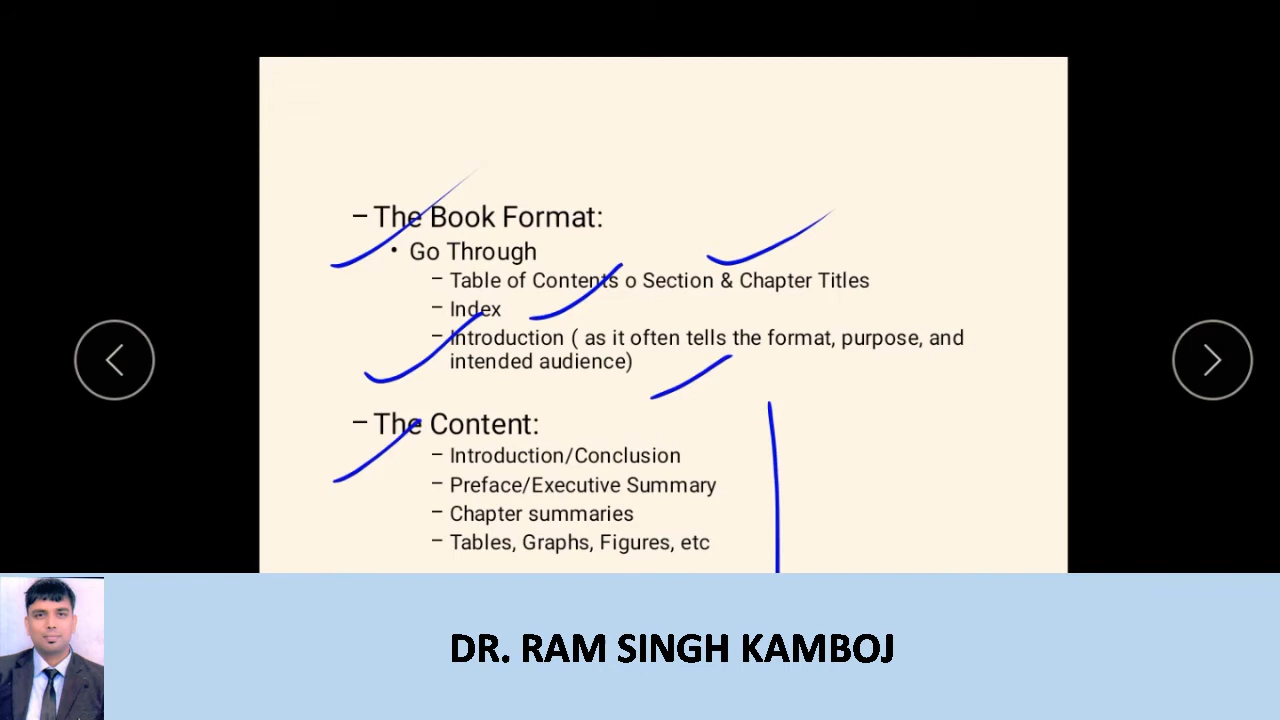 – The Book Format:
• Go Through
– Table of Contents o Section & Chapter Titles
– Index
– Introduction ( as it often tells the format, purpose, and
intended audience)
– The Content:
– Introduction/Conclusion
– Preface/Executive Summary
– Chapter summaries
– Tables, Graphs, Figures, etc
DR. RAM SINGH KAMBOJ